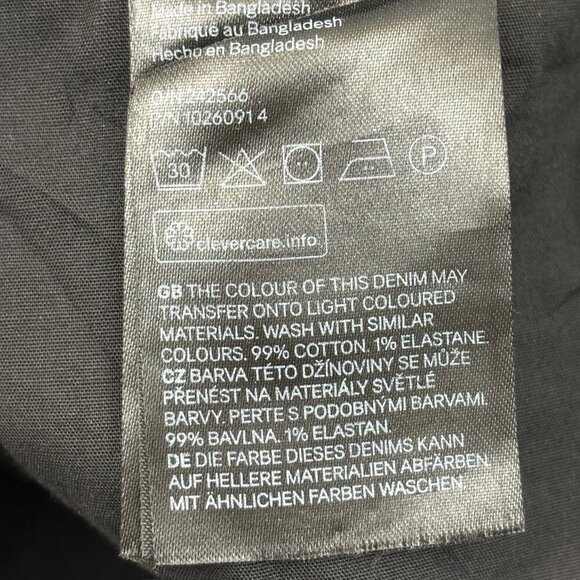 Made in Bangladesh
Fabriqué au Bangladesh
Hecho en Bangladesh
P/N 10260914
30
P
clevercare.info
GB THE COLOUR OF THIS DENIM MAY
TRANSFER ONTO LIGHT COLOURED
MATERIALS. WASH WITH SIMILAR
COLOURS. 99% COTTON. 1% ELASTANE.
CZ BARVA TÉTO DŽÍNOVINY SE MŮŽE
PŘENÉST NA MATERIÁLY SVĚTLÉ
BARVY. PERTE S PODOBNÝMI BARVAMI.
99% BAVLNA. 1% ELASTAN.
DE DIE FARBE DIESES DENIMS KANN
AUF HELLERE MATERIALIEN ABFÄRBEN.
MIT ÄHNLICHEN FARBEN WASCHEN.